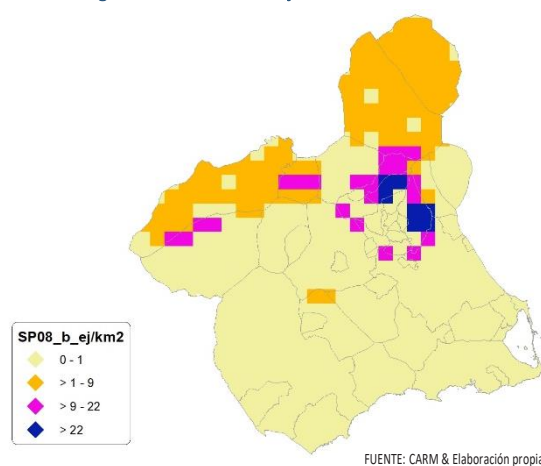 SP08_b_ej/km2
0 - 1
> 1 - 9
> 9 - 22
> 22
FUENTE: CARM & Elaboración propia